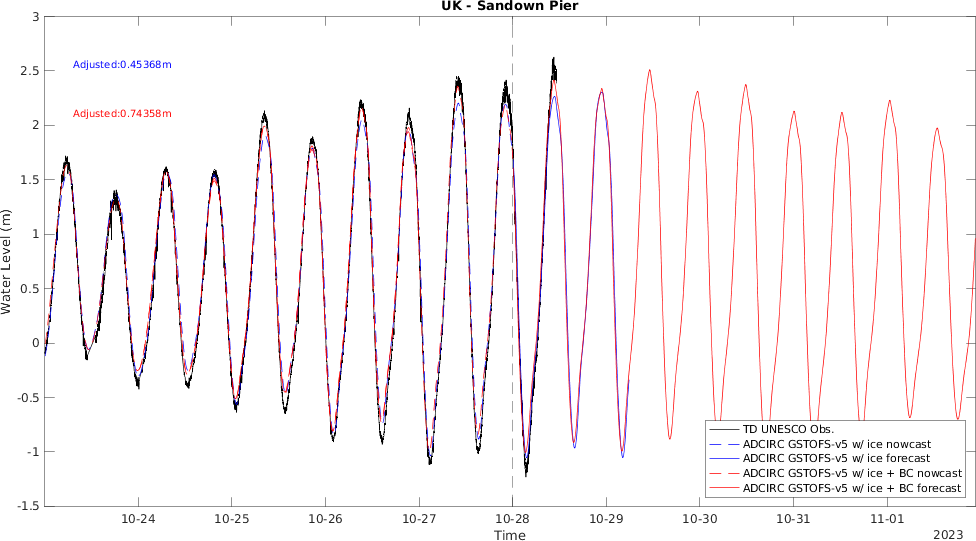 UK - Sandown Pier
3
2.5
2
1.5
1
0.5
0
-0.5
-1
-1.5
Water Level (m)
Adjusted:0.45368m
Adjusted:0.74358m
TD UNESCO Obs.
ADCIRC GSTOFS-v5 w/ ice nowcast
ADCIRC GSTOFS-v5 w/ ice forecast
ADCIRC GSTOFS-v5 w/ ice + BC nowcast
ADCIRC GSTOFS-v5 w/ ice + BC forecast
10-24 10-25 10-26 10-27 10-28 10-29 10-30 10-31 11-01
Time
2023